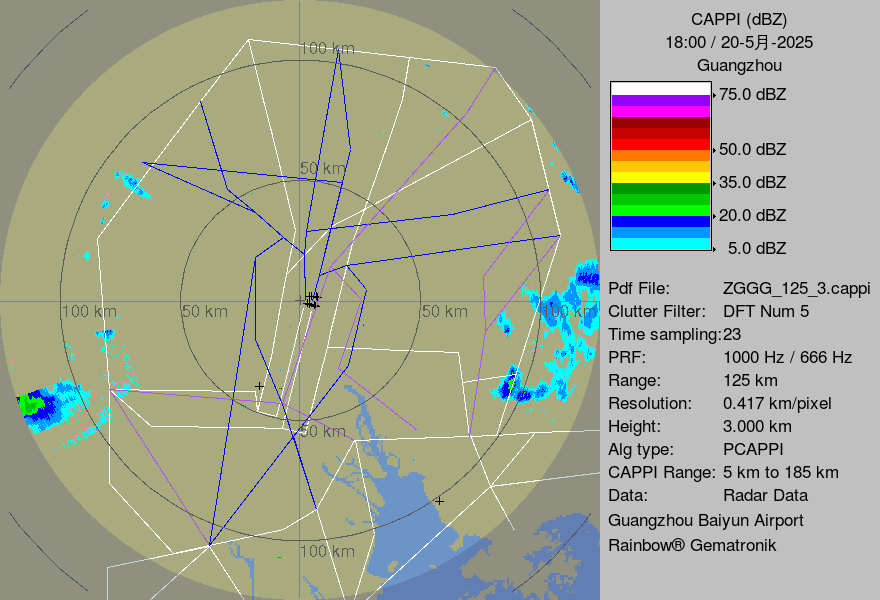 CAPPI (dBZ)
18:00 / 20-5月-2025
Guangzhou
75.0 dBZ
50.0 dBZ
35.0 dBZ
20.0 dBZ
5.0 dBZ
Pdf File: ZGGG_125_3.cappi
Clutter Filter: DFT Num 5
Time sampling:23
PRF: 1000 Hz / 666 Hz
Range: 125 km
Resolution: 0.417 km/pixel
Height: 3.000 km
Alg type: PCAPPI
CAPPI Range: 5 km to 185 km
Data: Radar Data
Guangzhou Baiyun Airport
Rainbow® Gematronik
100 km
50 km
100 km
50 km
50 km
100 km
50 km
100 km